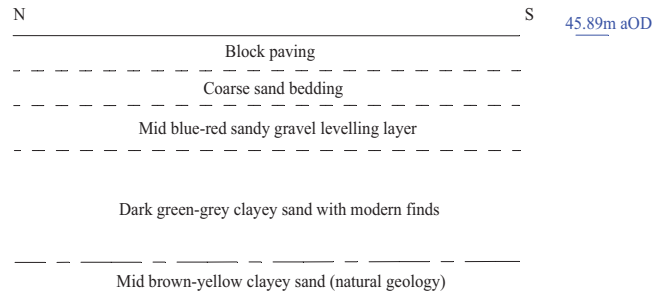 N
S
45.89m aOD
Block paving
Coarse sand bedding
Mid blue-red sandy gravel levelling layer
Dark green-grey clayey sand with modern finds
Mid brown-yellow clayey sand (natural geology)